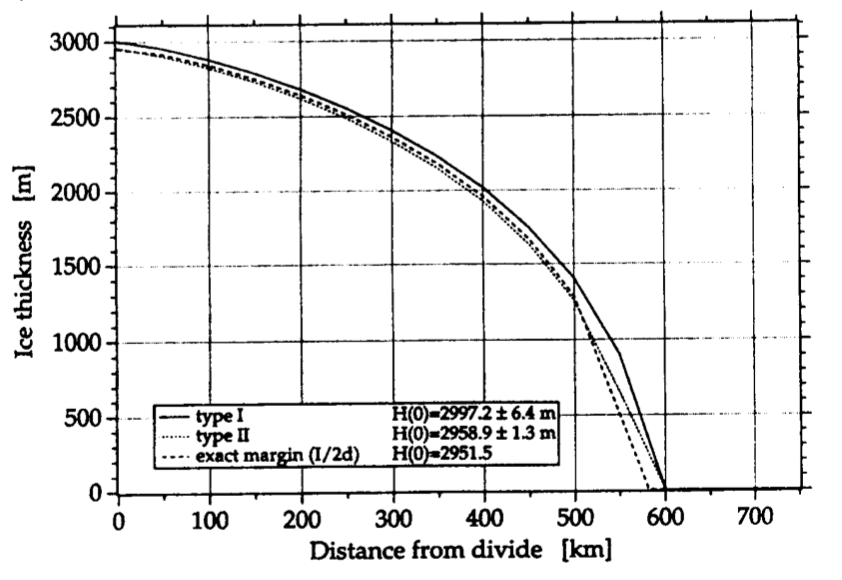 3000
2500
2000
1500
1000
500
0
Ice thickness [m]
type I H(0)=2997.2 ± 6.4 m
type II H(0)=2958.9 ± 1.3 m
exact margin (I/2d) H(0)=2951.5
0 100 200 300 400 500 600 700
Distance from divide [km]